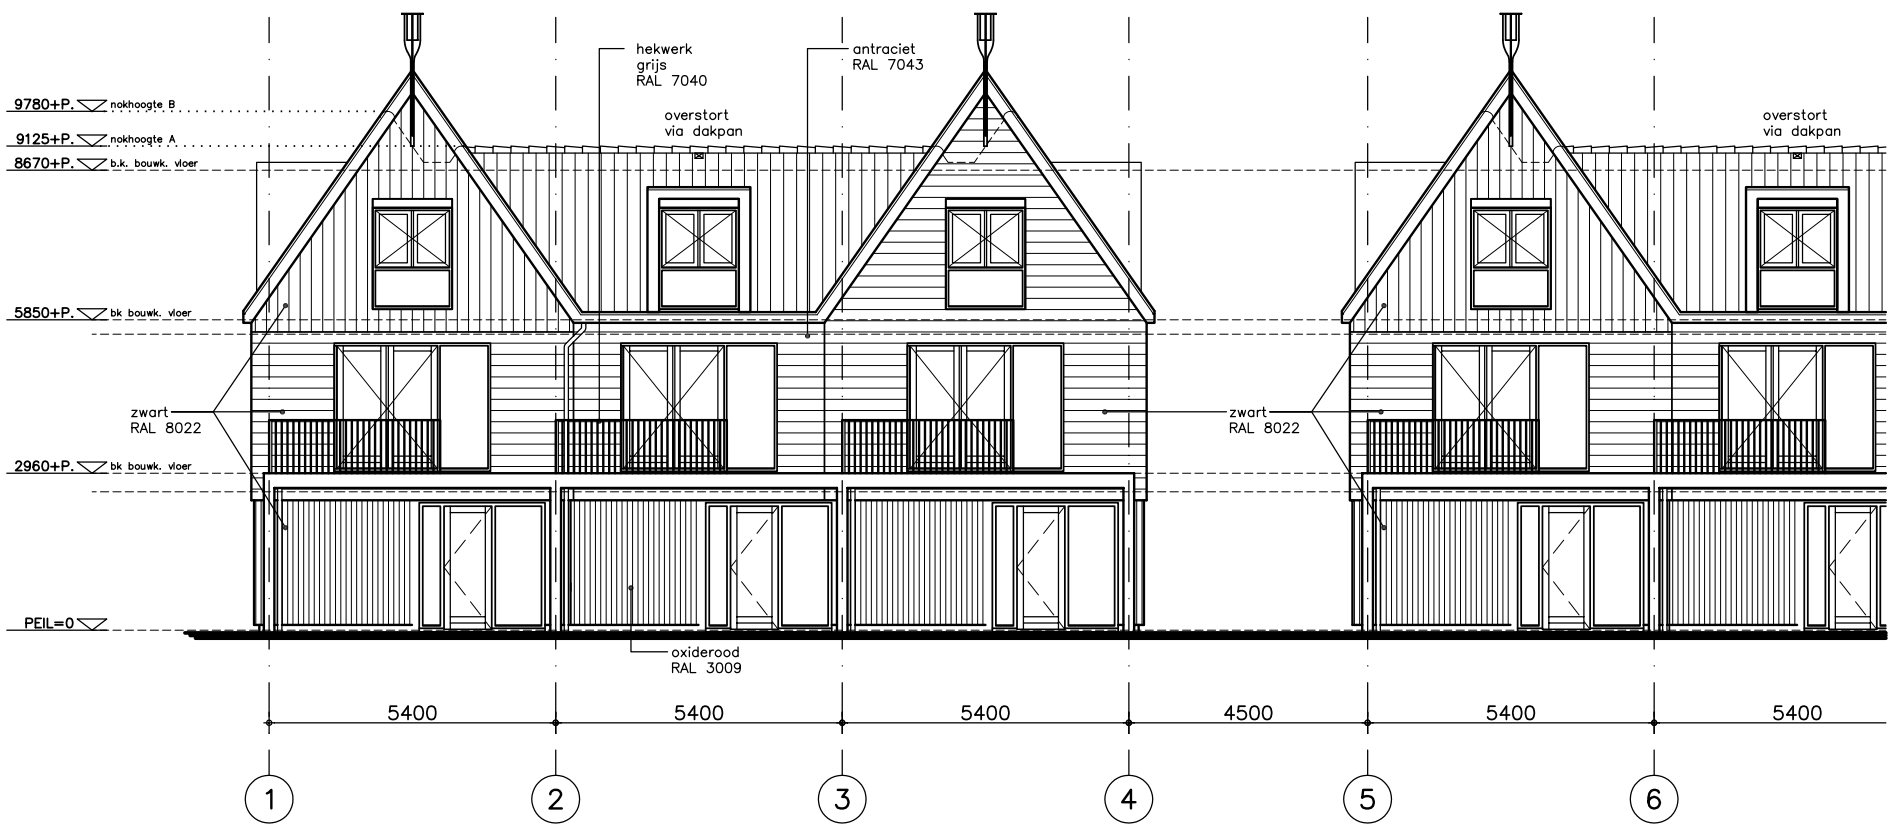 hekwerk
grijs
RAL 7040
antraciet
RAL 7043
overstort
via dakpan
overstort
via dakpan
9780+P. nokhoogte B
9125+P. nokhoogte A
8670+P. b.k. bouwk. vloer
5850+P. bk bouwk. vloer
zwart
RAL 8022
zwart
RAL 8022
2960+P. bk bouwk. vloer
PEIL=0
oxiderood
RAL 3009
5400 5400 5400 4500 5400 5400
1 2 3 4 5 6